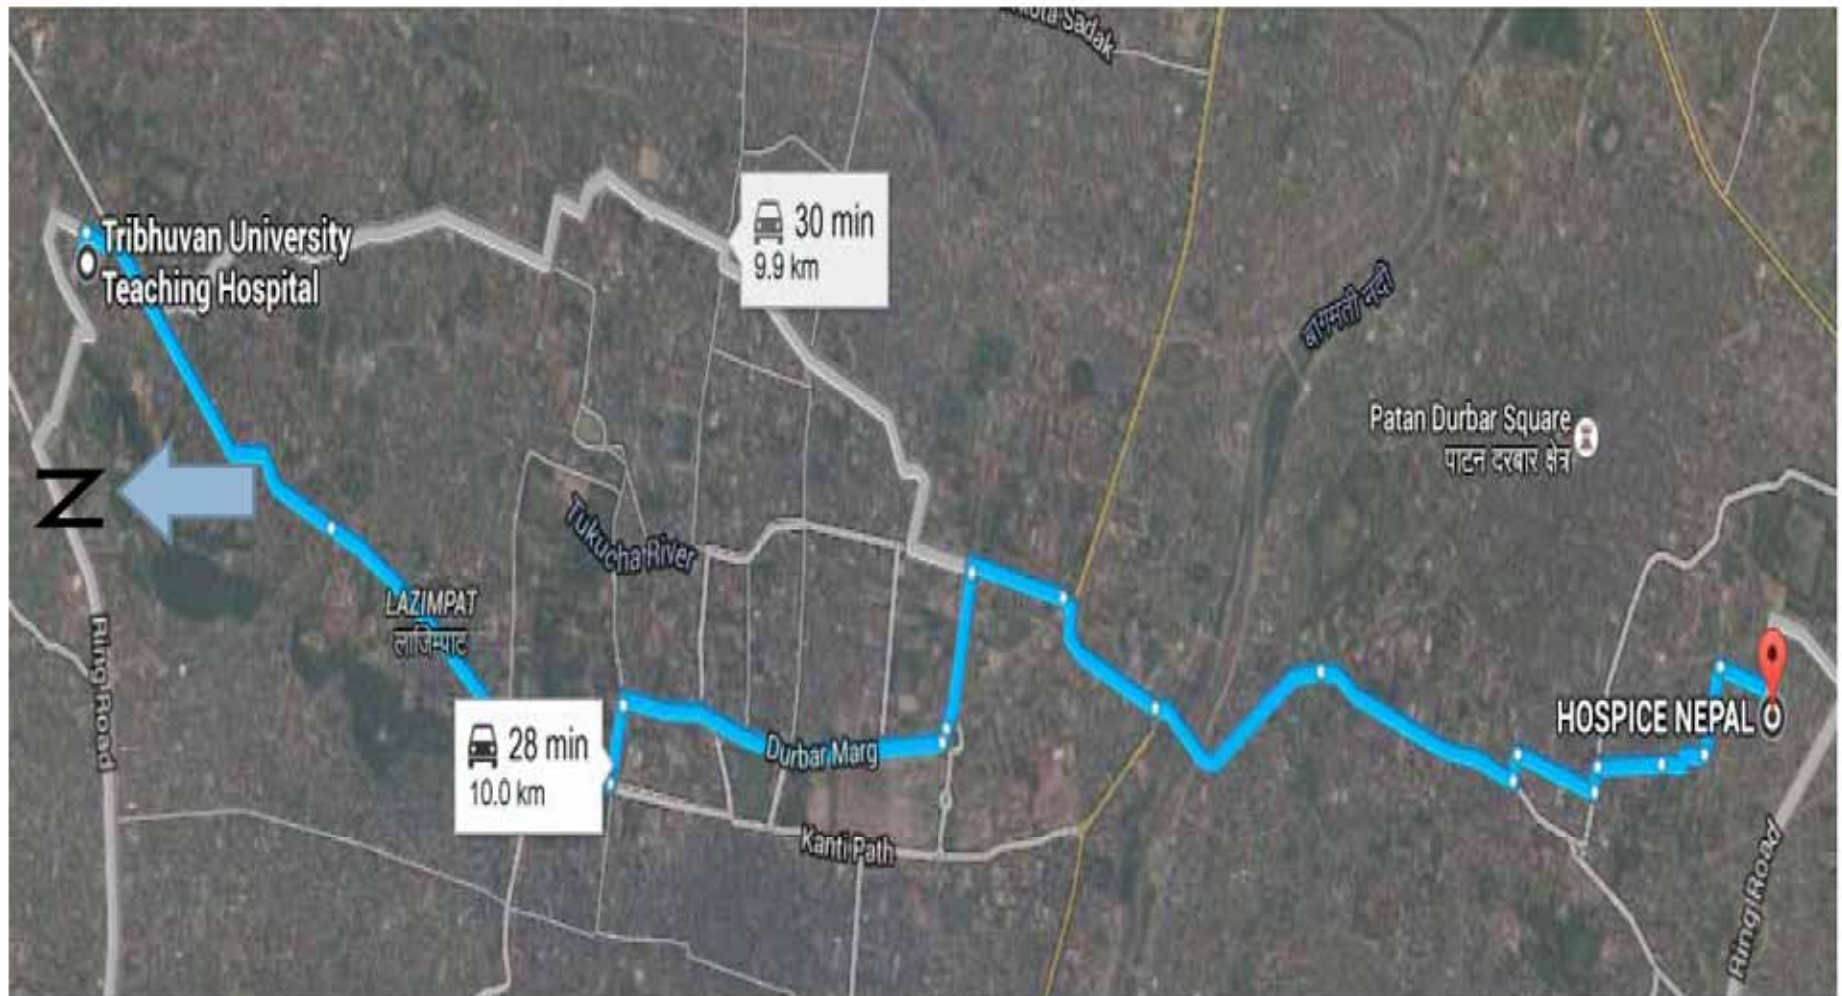 Sadak
Tribhuvan University
Teaching Hospital
30 min
9.9 km
बागमती नदी
Patan Durbar Square
पाटन दरबार क्षेत्र
N
Tukucha River
LAZIMPAT
लाजिम्पाट
Ring Road
28 min
10.0 km
Durbar Marg
HOSPICE NEPAL
Kanti Path
Ring Road